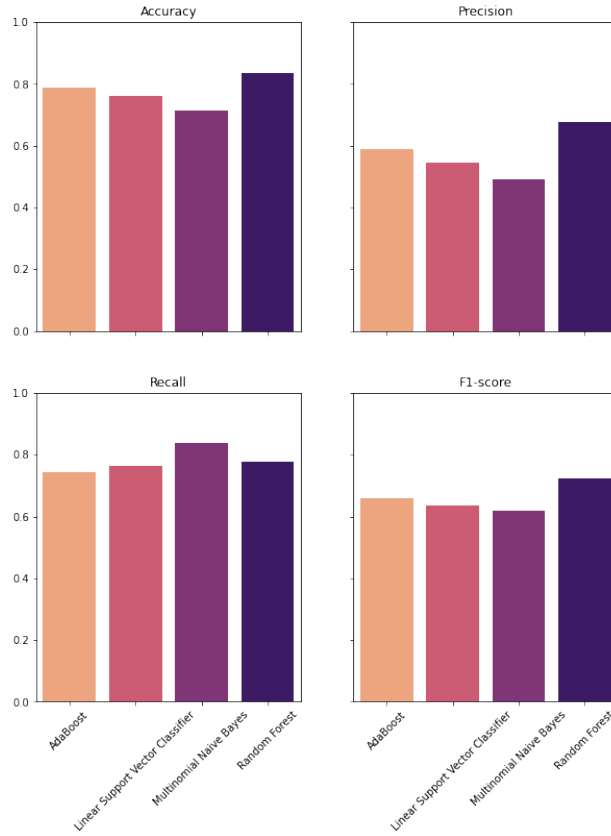 Accuracy
Precision
1.0
0.8
0.6
0.4
0.2
0.0
Recall
F1-score
1.0
0.8
0.6
0.4
0.2
0.0
AdaBoost
Linear Support Vector Classifier
Multinomial Naive Bayes
Random Forest
AdaBoost
Linear Support Vector Classifier
Multinomial Naive Bayes
Random Forest